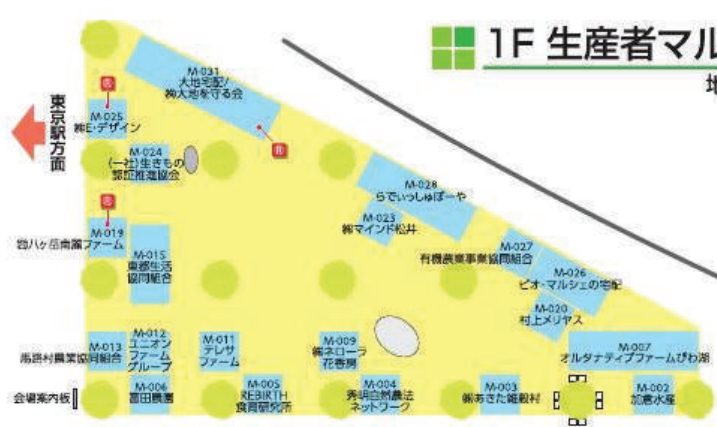 1F 生産者マル
地
東京駅方面
M-031
大地宅配/
㈱大地を守る会
M-025
㈱E・デザイン
M-024
(一社)生きもの
認証推進協会
M-028
らでぃっしゅぼーや
M-023
㈱マインド松井
M-019
八ヶ岳南麓ファーム
M-015
東都生活
協同組合
M-027
有機農業事業協同組合
M-026
ビオ・マルシェの宅配
M-020
村上メリヤス
M-013
馬路村農業協同組合
M-012
ユニオン
ファーム
グループ
M-011
テレサ
ファーム
M-009
㈱ネローラ
花香房
M-007
オルタナティブファームびわ湖
会場案内板
M-006
富田農園
M-005
REBIRTH
食育研究所
M-004
秀明自然農法
ネットワーク
M-003
㈱あきた雑穀村
M-002
加倉水産